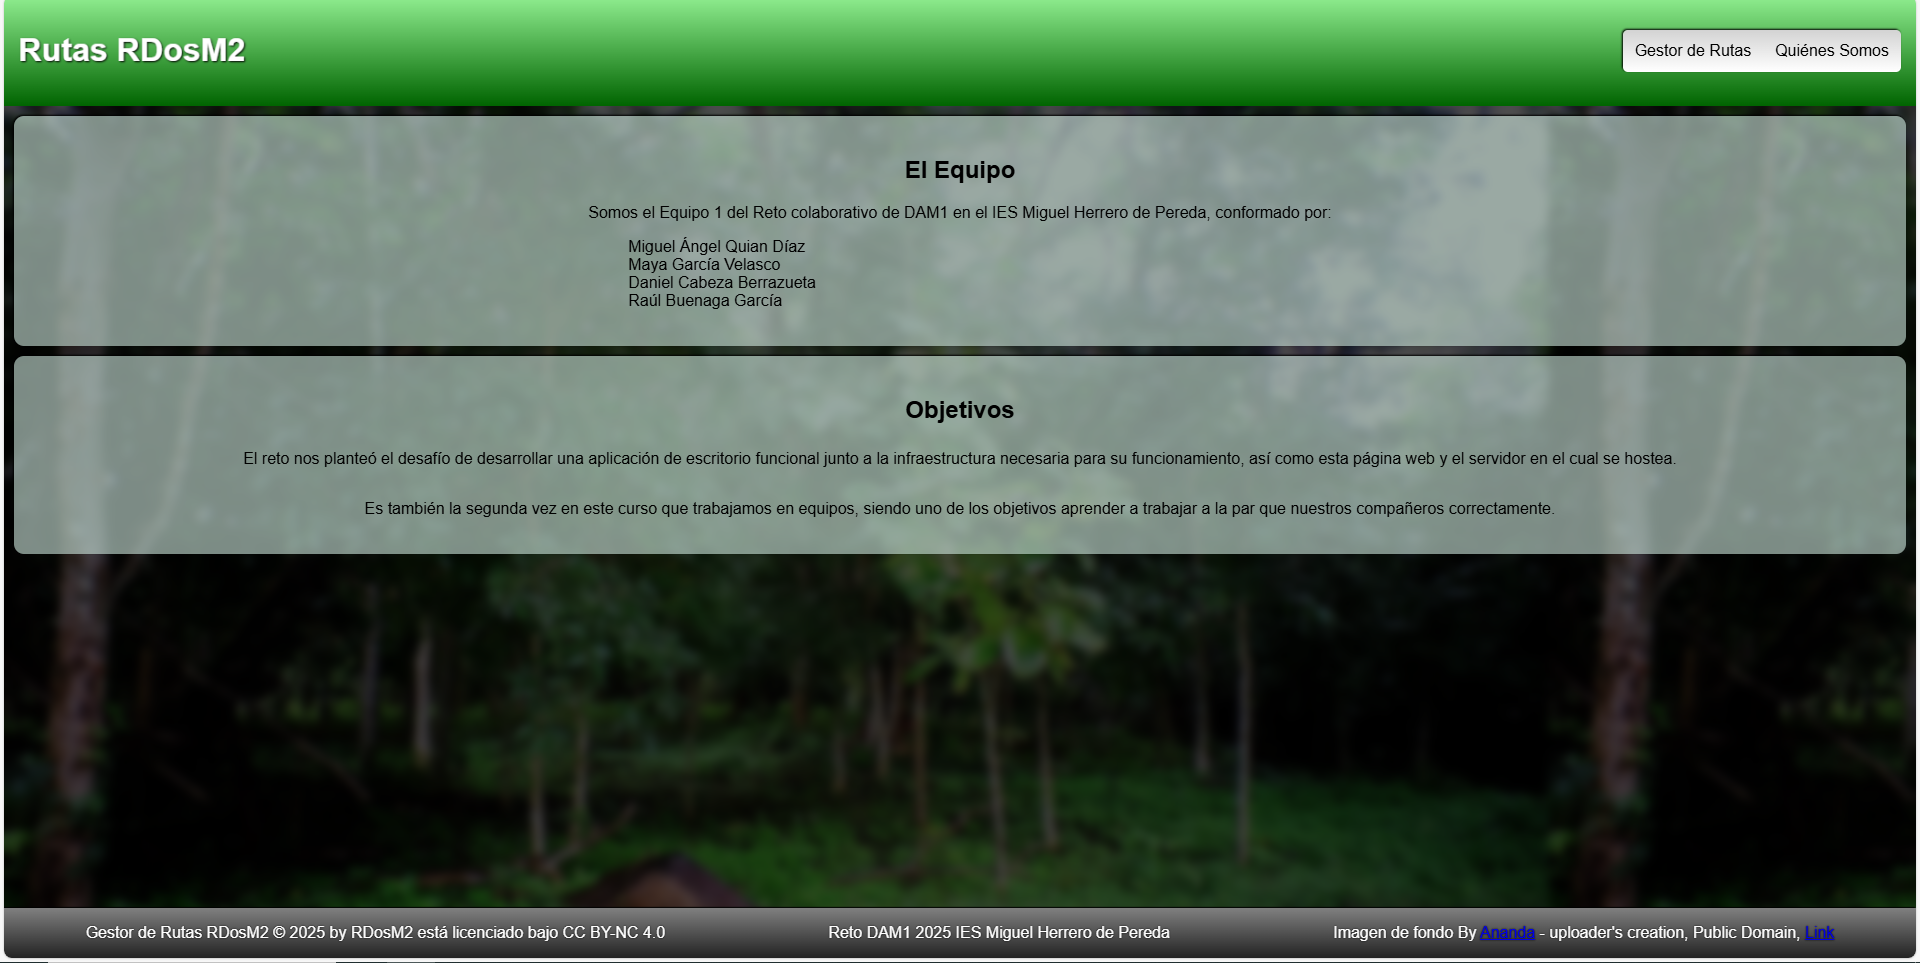 Rutas RDosM2
Gestor de Rutas
Quiénes Somos
El Equipo
Somos el Equipo 1 del Reto colaborativo de DAM1 en el IES Miguel Herrero de Pereda, conformado por:
Miguel Ángel Quian Díaz
Maya García Velasco
Daniel Cabeza Berrazueta
Raúl Buenaga García
Objetivos
El reto nos planteó el desafío de desarrollar una aplicación de escritorio funcional junto a la infraestructura necesaria para su funcionamiento, así como esta página web y el servidor en el cual se hostea.
Es también la segunda vez en este curso que trabajamos en equipos, siendo uno de los objetivos aprender a trabajar a la par que nuestros compañeros correctamente.
Gestor de Rutas RDosM2 © 2025 by RDosM2 está licenciado bajo CC BY-NC 4.0
Reto DAM1 2025 IES Miguel Herrero de Pereda
Imagen de fondo By Ananda - uploader's creation, Public Domain, Link